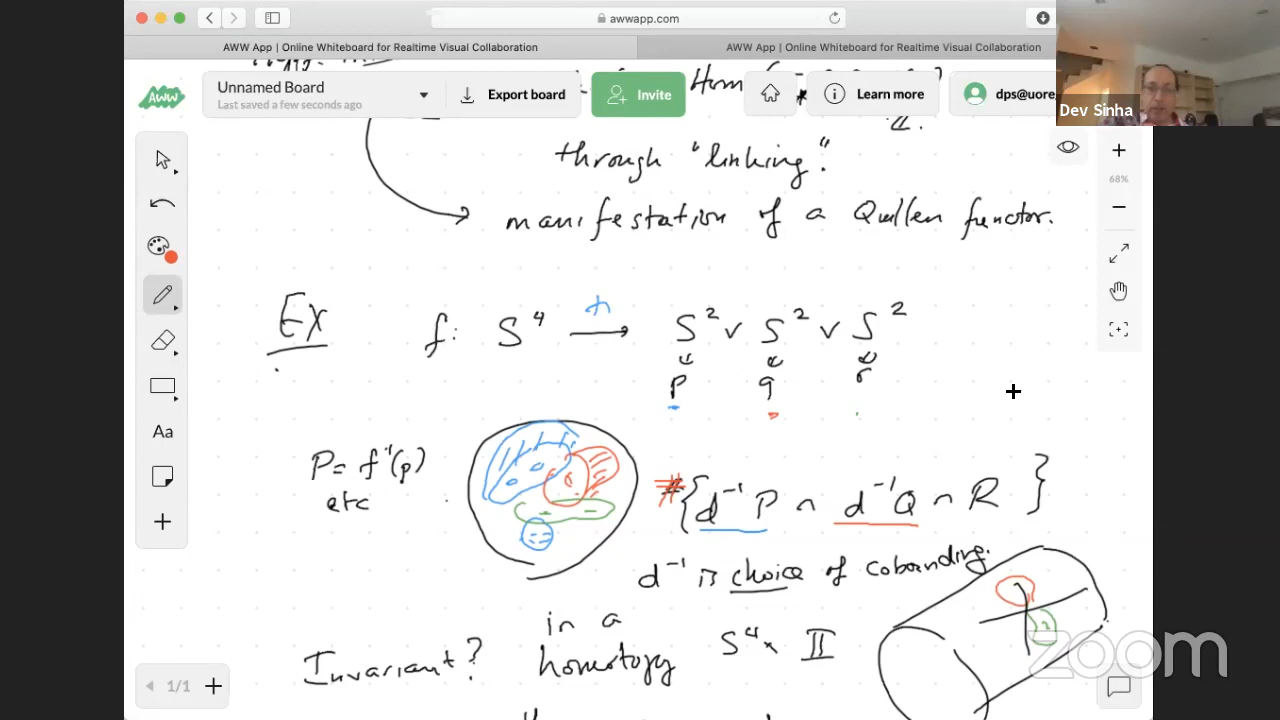 awwapp.com
AWW App | Online Whiteboard for Realtime Visual Collaboration
AWW App | Online Whiteboard for Realtime Visual Collaboration
AWW
Unnamed Board
Last saved a few seconds ago
Export board
Invite
Learn more
dps@uore
Dev Sinha
Hom
68%
through "linking."
manifestation of a Quillen functor.
Ex
f: S⁴ → S² ∨ S² ∨ S²
p q r
P = f⁻¹(p)
etc
#{d⁻¹P ∩ d⁻¹Q ∩ R}
d⁻¹ is choice of cobounding.
Invariant? in a homotopy S⁴ × II
Aa
1/1
zoom